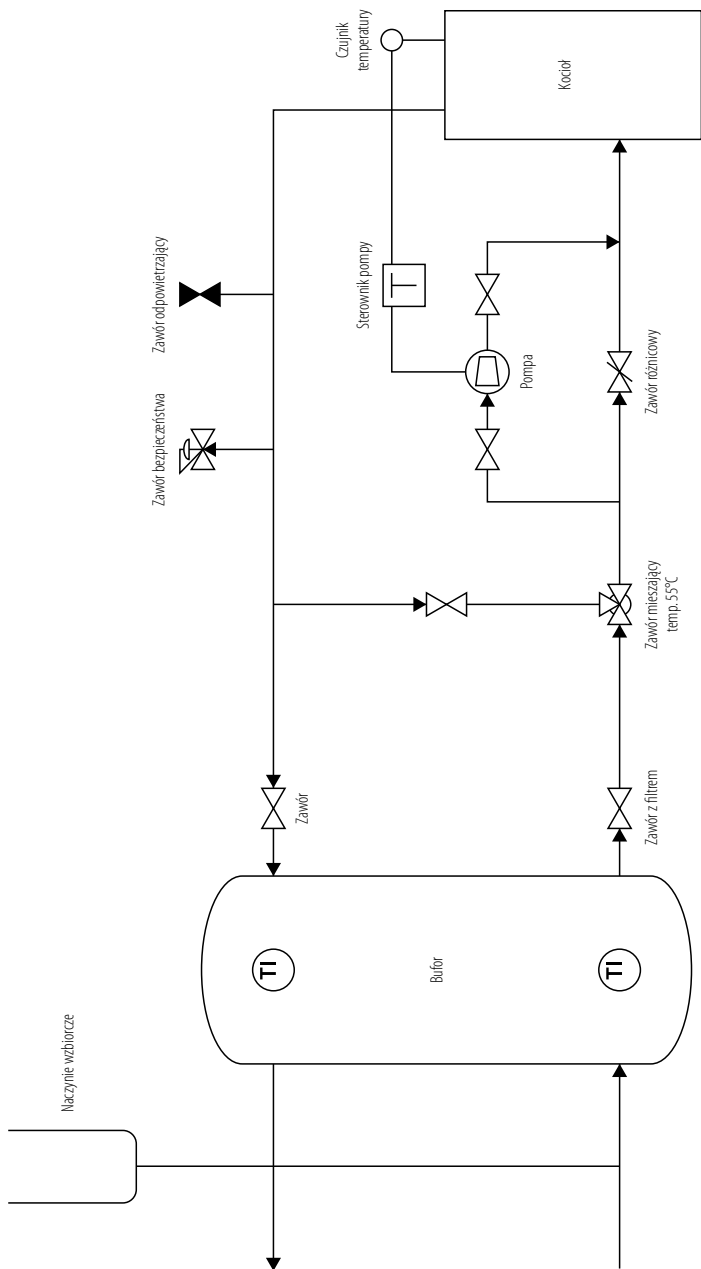 Naczynie wzbiorcze
Zawór bezpieczeństwa
Zawór odpowietrzający
TI
Zawór
Bufor
Sterownik pompy
T
Czujnik
temperatury
Pompa
Kocioł
TI
Zawór z filtrem
Zawór mieszający
temp. 55°C
Zawór różnicowy